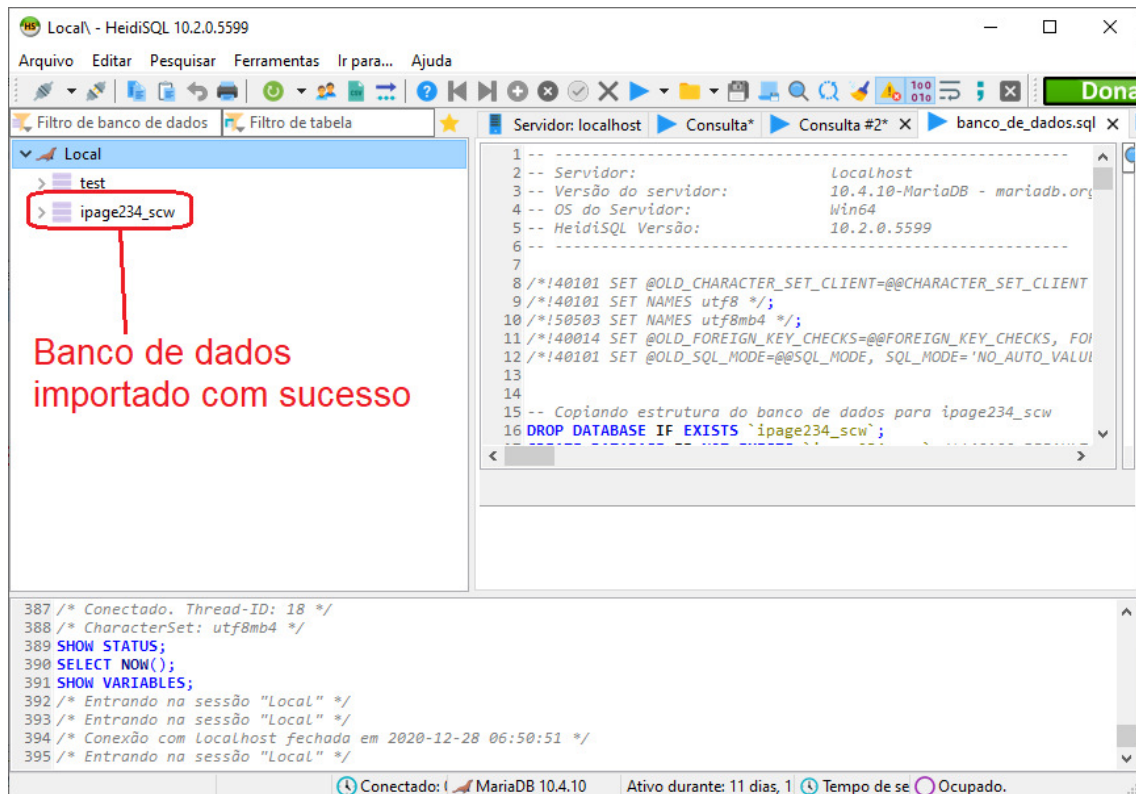 Local\ - HeidiSQL 10.2.0.5599
Arquivo Editar Pesquisar Ferramentas Ir para... Ajuda
Dona
Filtro de banco de dados Filtro de tabela
Servidor: localhost Consulta* Consulta #2* banco_de_dados.sql
Local
test
ipage234_scw
Banco de dados
importado com sucesso
1 -- --------------------------------------------------------
2 -- Servidor: localhost
3 -- Versão do servidor: 10.4.10-MariaDB - mariadb.org
4 -- OS do Servidor: Win64
5 -- HeidiSQL Versão: 10.2.0.5599
6 -- --------------------------------------------------------
7
8 /*!40101 SET @OLD_CHARACTER_SET_CLIENT=@@CHARACTER_SET_CLIENT
9 /*!40101 SET NAMES utf8 */;
10 /*!50503 SET NAMES utf8mb4 */;
11 /*!40014 SET @OLD_FOREIGN_KEY_CHECKS=@@FOREIGN_KEY_CHECKS,
12 /*!40101 SET @OLD_SQL_MODE=@@SQL_MODE, SQL_MODE='NO_AUTO_VALUE
13
14
15 -- Copiando estrutura do banco de dados para ipage234_scw
16 DROP DATABASE IF EXISTS `ipage234_scw`;
387 /* Conectado. Thread-ID: 18 */
388 /* CharacterSet: utf8mb4 */
389 SHOW STATUS;
390 SELECT NOW();
391 SHOW VARIABLES;
392 /* Entrando na sessão "Local" */
393 /* Entrando na sessão "Local" */
394 /* Conexão com localhost fechada em 2020-12-28 06:50:51 */
395 /* Entrando na sessão "Local" */
Conectado: MariaDB 10.4.10 Ativo durante: 11 dias, 1 Tempo de se Ocupado.